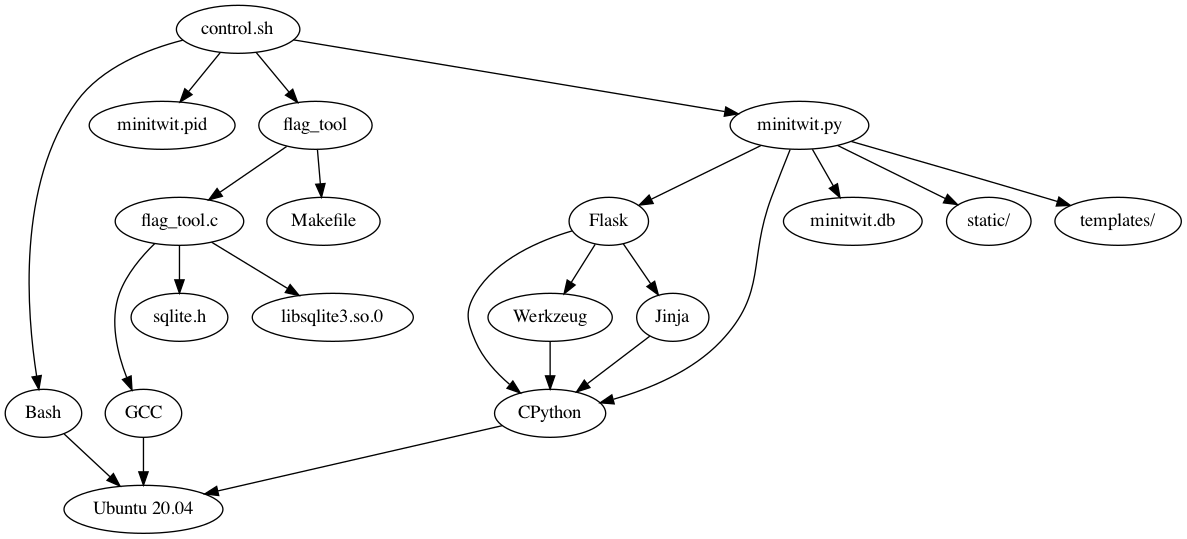 control.sh
minitwit.pid
flag_tool
minitwit.py
flag_tool.c
Makefile
Flask
minitwit.db
static/
templates/
sqlite.h
libsqlite3.so.0
Werkzeug
Jinja
Bash
GCC
CPython
Ubuntu 20.04